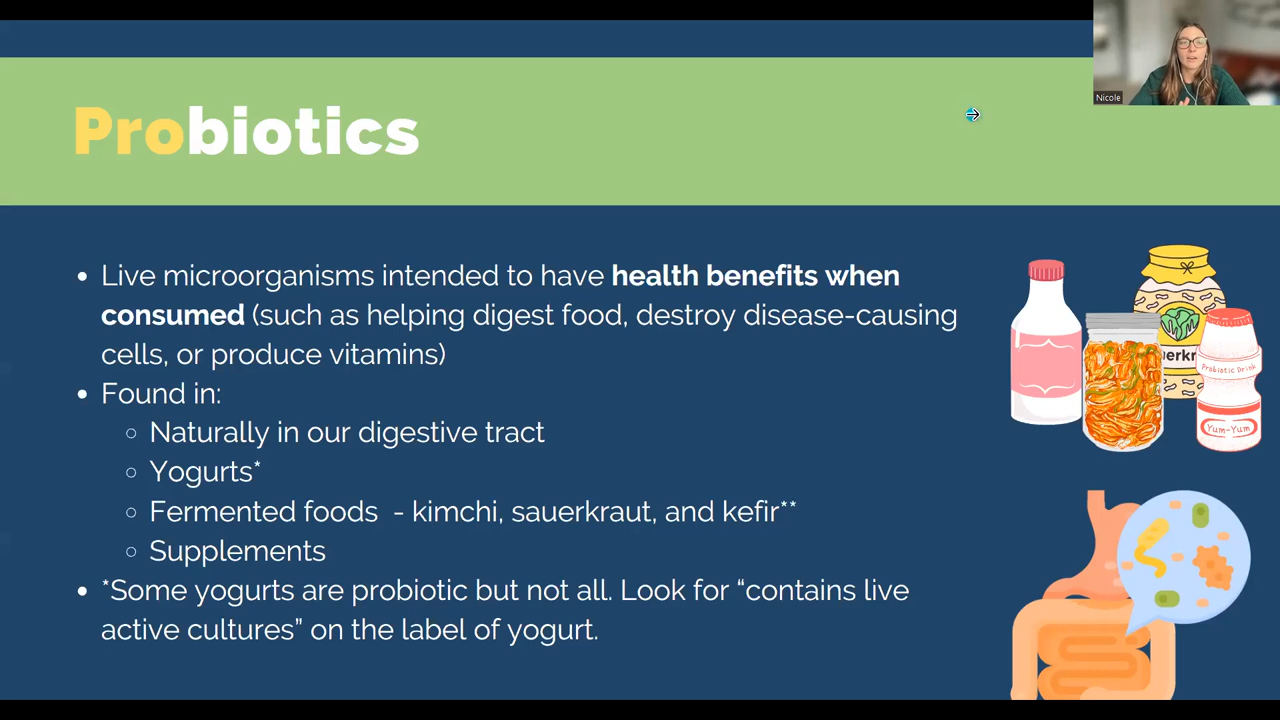 Nicole
Probiotics
• Live microorganisms intended to have health benefits when
consumed (such as helping digest food, destroy disease-causing
cells, or produce vitamins)
• Found in:
○ Naturally in our digestive tract
○ Yogurts*
○ Fermented foods - kimchi, sauerkraut, and kefir**
○ Supplements
• *Some yogurts are probiotic but not all. Look for “contains live
active cultures” on the label of yogurt.
erkr
Probiotic Drink
Yum-Yum